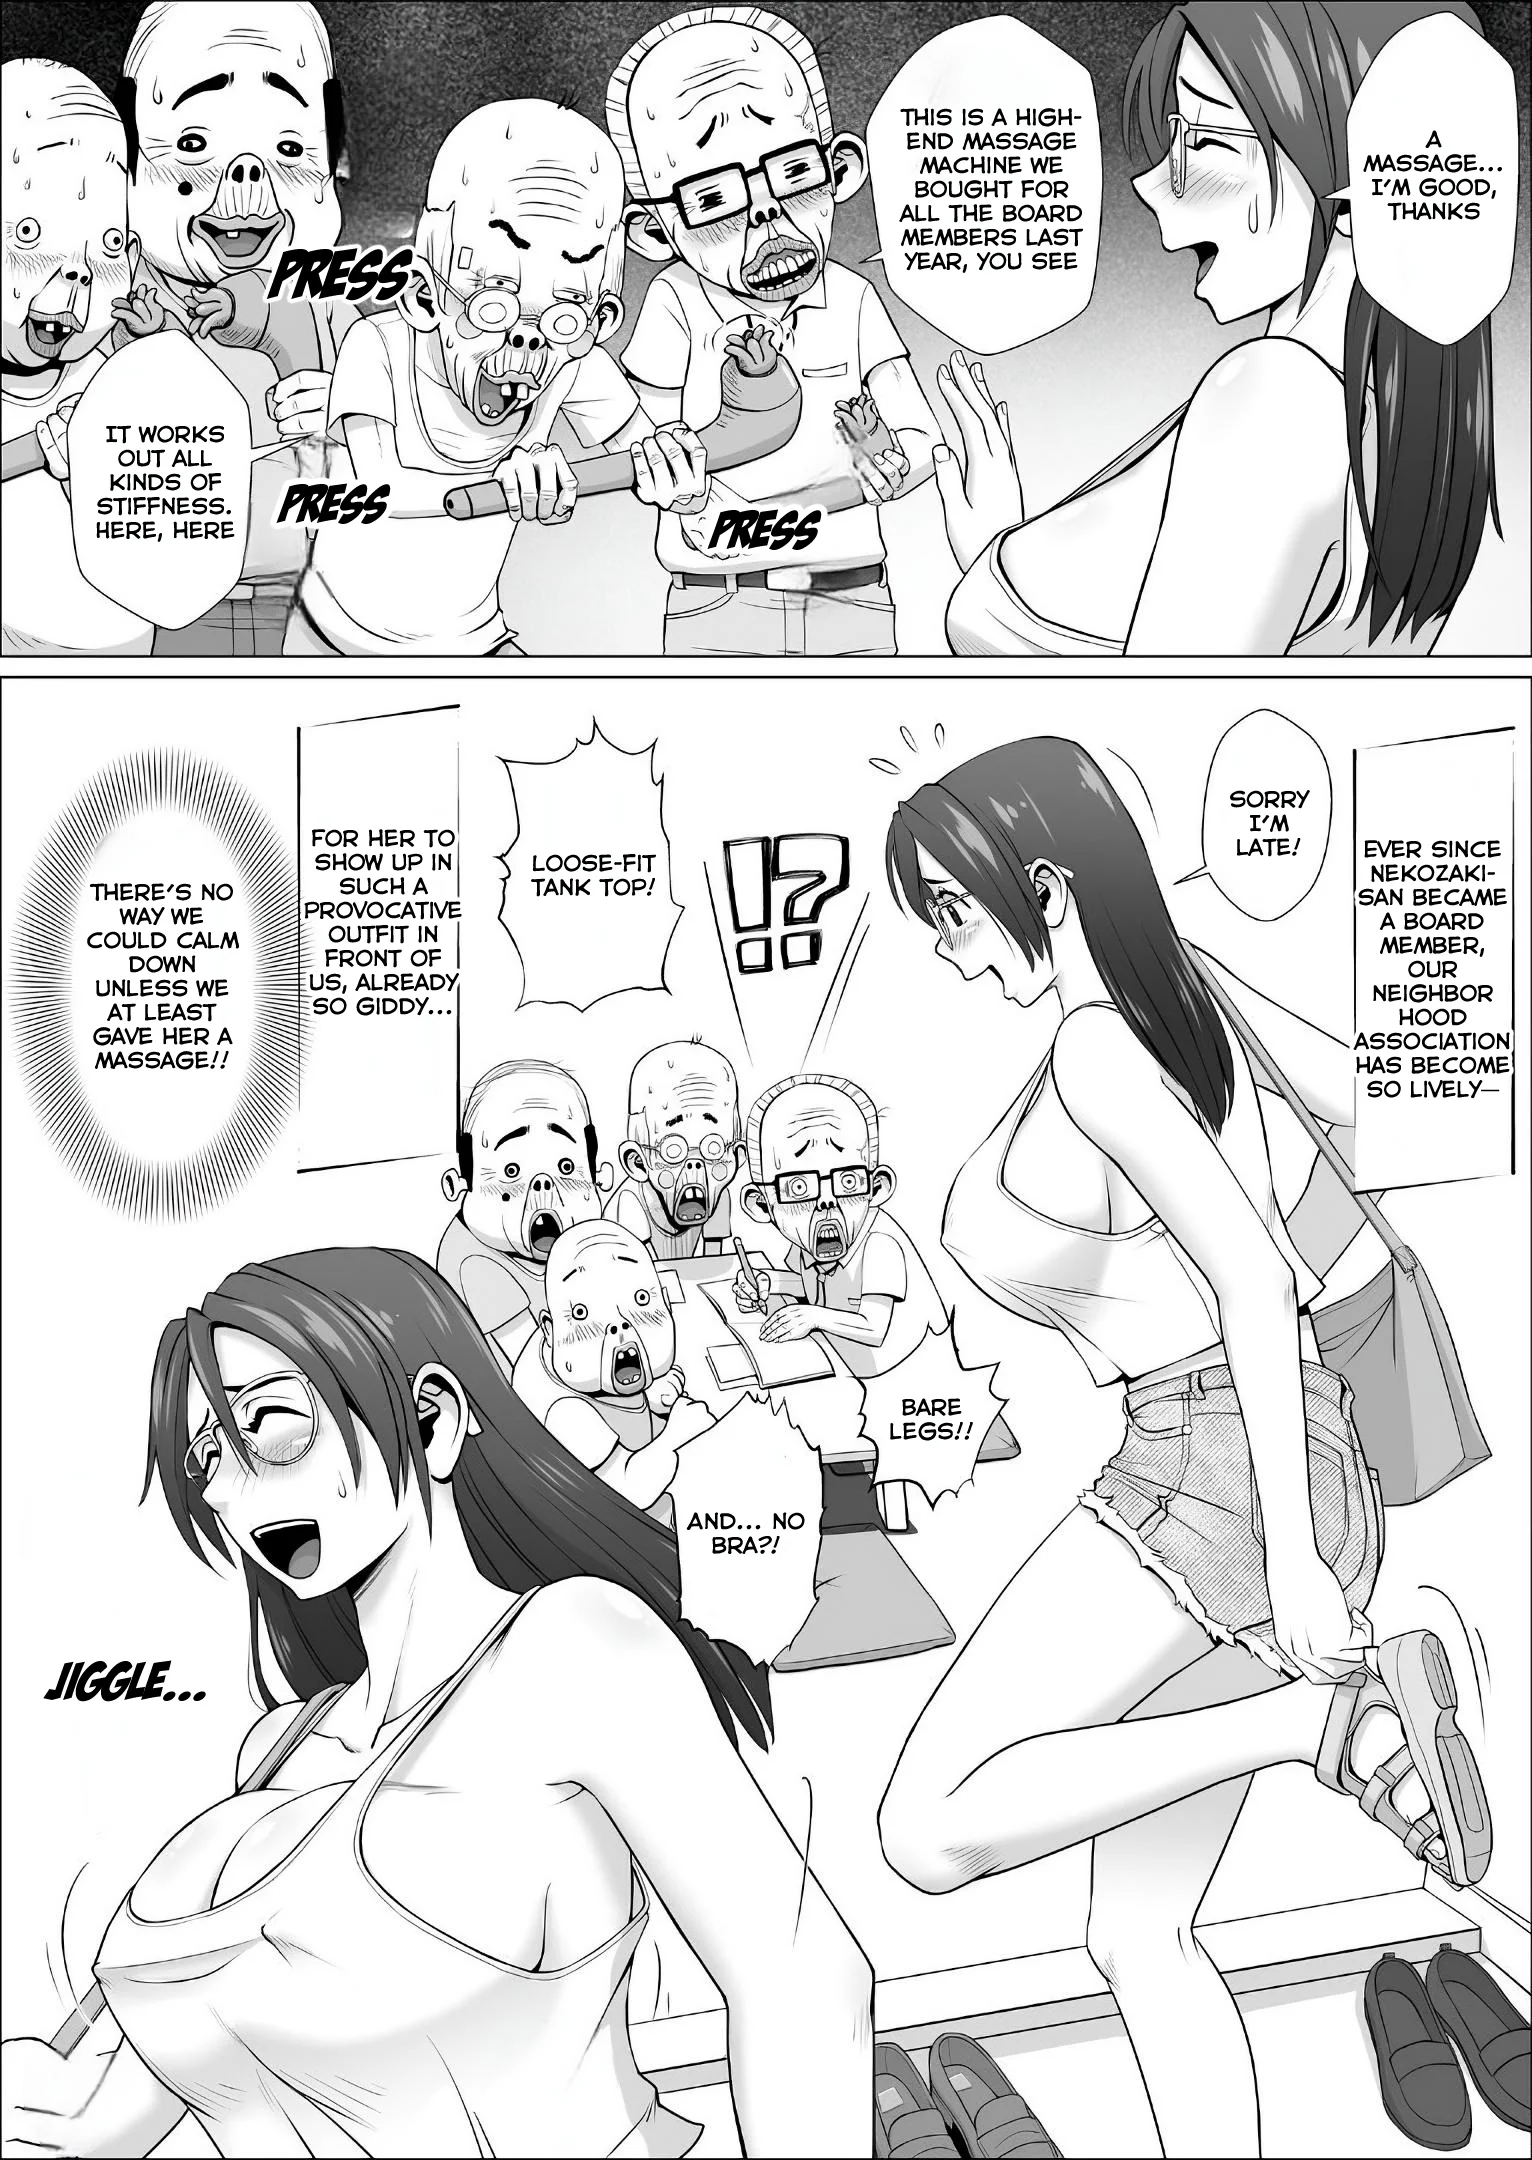 A
MASSAGE...
I'M GOOD,
THANKS
THIS IS A HIGH-
END MASSAGE
MACHINE WE
BOUGHT FOR
ALL THE BOARD
MEMBERS LAST
YEAR, YOU SEE
PRESS
PRESS
PRESS
IT WORKS
OUT ALL
KINDS OF
STIFFNESS.
HERE, HERE
EVER SINCE
NEKOZAKI-
SAN BECAME
A BOARD
MEMBER,
OUR
NEIGHBOR
HOOD
ASSOCIATION
HAS BECOME
SO LIVELY—
SORRY
I'M
LATE!
!?
LOOSE-FIT
TANK TOP!
BARE
LEGS!!
AND... NO
BRA?!
FOR HER TO
SHOW UP IN
SUCH A
PROVOCATIVE
OUTFIT IN
FRONT OF
US, ALREADY
SO GIDDY...
THERE'S NO
WAY WE
COULD CALM
DOWN
UNLESS WE
AT LEAST
GAVE HER A
MASSAGE!!
JIGGLE...